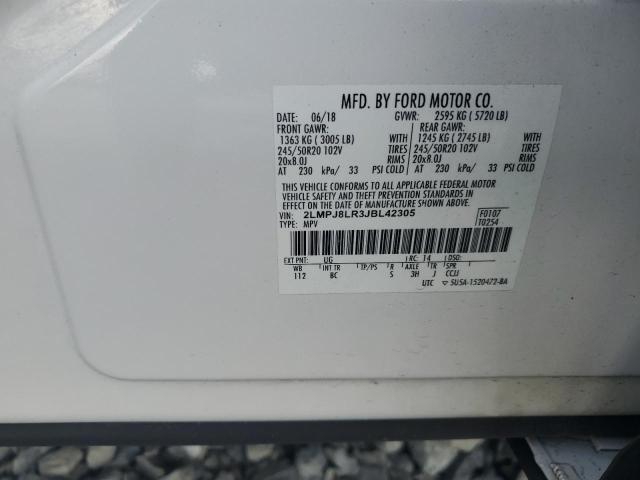 MFD. BY FORD MOTOR CO.
DATE: 06/18 GVWR: 2595 KG ( 5720 LB)
FRONT GAWR: REAR GAWR:
1363 KG ( 3005 LB) WITH 1245 KG ( 2745 LB) WITH
245/50R20 102V TIRES 245/50R20 102V TIRES
20x8.0J RIMS 20x8.0J RIMS
AT 230 kPa/ 33 PSI COLD AT 230 kPa/ 33 PSI COLD
THIS VEHICLE CONFORMS TO ALL APPLICABLE FEDERAL MOTOR
VEHICLE SAFETY AND THEFT PREVENTION STANDARDS IN
EFFECT ON THE DATE OF MANUFACTURE SHOWN ABOVE.
VIN: 2LMPJ8LR3JBL42305 F0107
TYPE: MPV T0254
EXT PNT: UG RC: 14 DSO:
WB INT TR TP/PS R AXLE TR SPR
112 BC S 3H J CCJJ
UTC ▽ 5U5A-1520472-BA